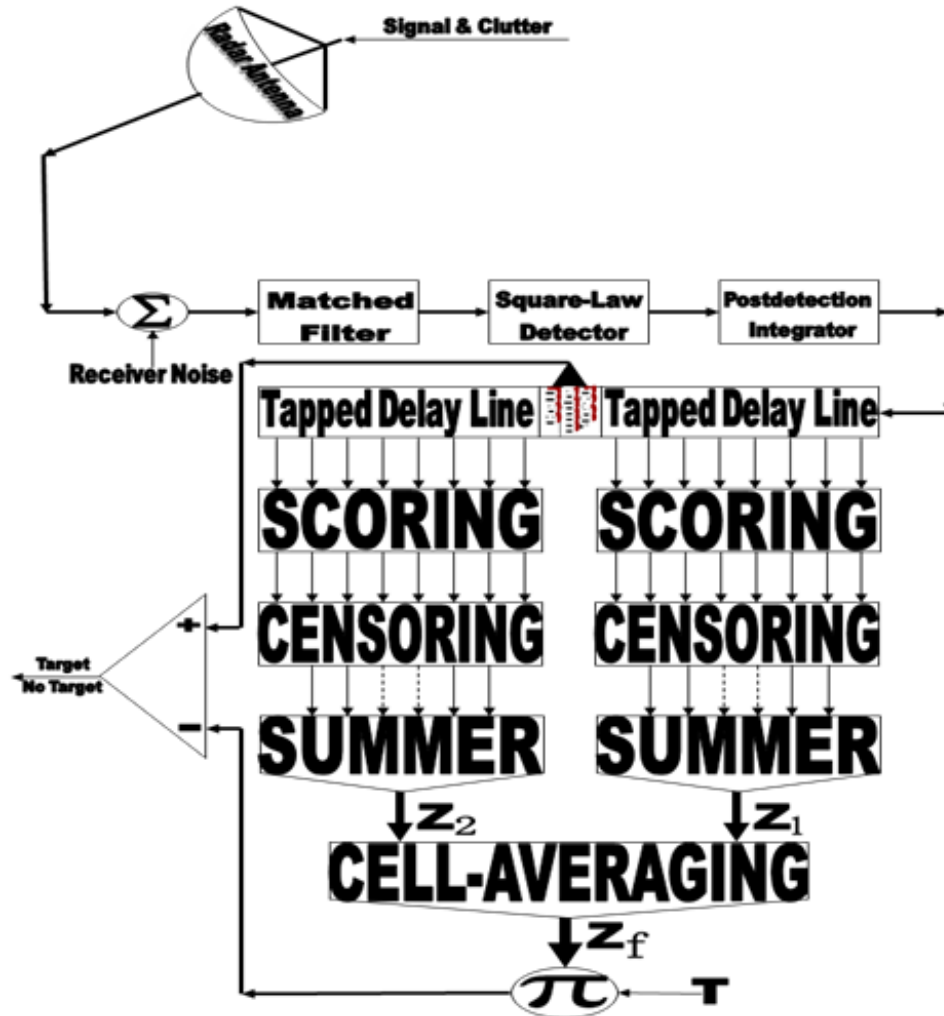 Signal & Clutter
Radar Antenna
Σ
Matched
Filter
Square-Law
Detector
Postdetection
Integrator
Receiver Noise
Tapped Delay Line
Tapped Delay Line
SCORING
SCORING
CENSORING
CENSORING
+
Target
No Target
−
SUMMER
SUMMER
Z2
Z1
CELL-AVERAGING
Zf
π
T